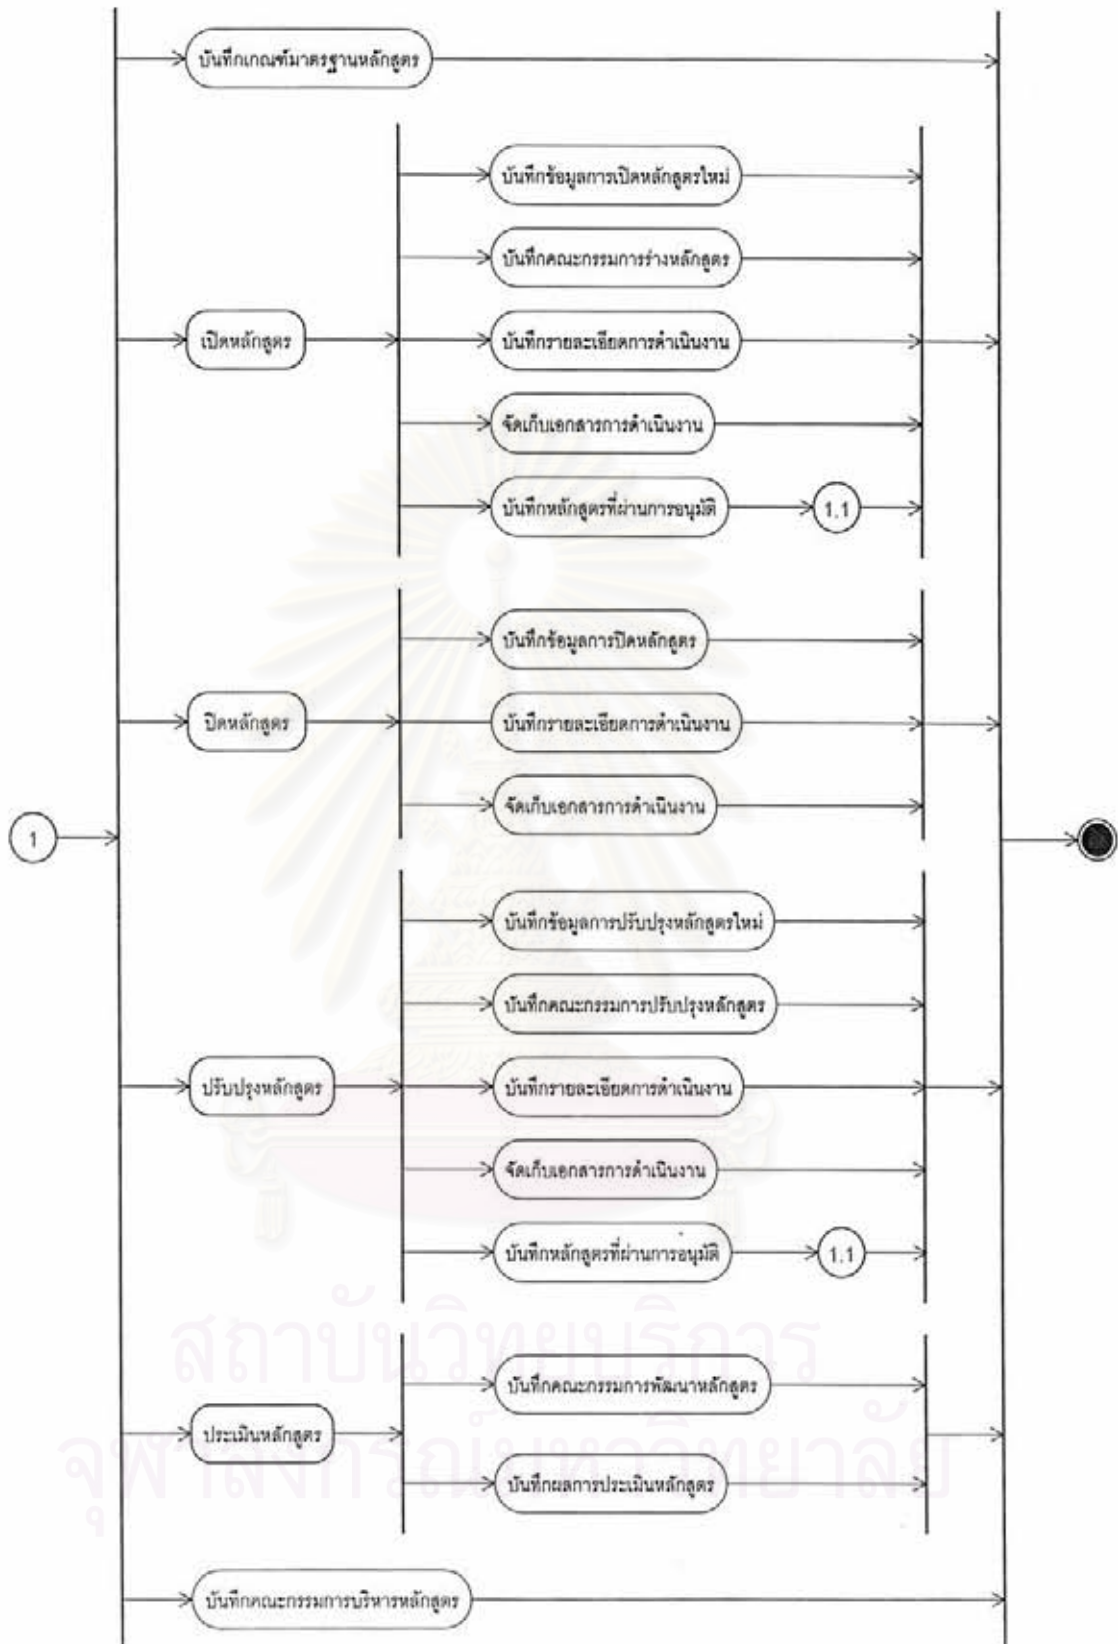 บันทึกเกณฑ์มาตรฐานหลักสูตร
บันทึกข้อมูลการเปิดหลักสูตรใหม่
บันทึกคณะกรรมการร่างหลักสูตร
เปิดหลักสูตร
บันทึกรายละเอียดการดำเนินงาน
จัดเก็บเอกสารการดำเนินงาน
บันทึกหลักสูตรที่ผ่านการอนุมัติ
1.1
บันทึกข้อมูลการปิดหลักสูตร
ปิดหลักสูตร
บันทึกรายละเอียดการดำเนินงาน
จัดเก็บเอกสารการดำเนินงาน
1
บันทึกข้อมูลการปรับปรุงหลักสูตรใหม่
บันทึกคณะกรรมการปรับปรุงหลักสูตร
ปรับปรุงหลักสูตร
บันทึกรายละเอียดการดำเนินงาน
จัดเก็บเอกสารการดำเนินงาน
บันทึกหลักสูตรที่ผ่านการอนุมัติ
1.1
สถาบันวิทยบริการ
บันทึกคณะกรรมการพัฒนาหลักสูตร
ประเมินหลักสูตร
จุฬาลงกรณ์มหาวิทยาลัย
บันทึกผลการประเมินหลักสูตร
บันทึกคณะกรรมการบริหารหลักสูตร